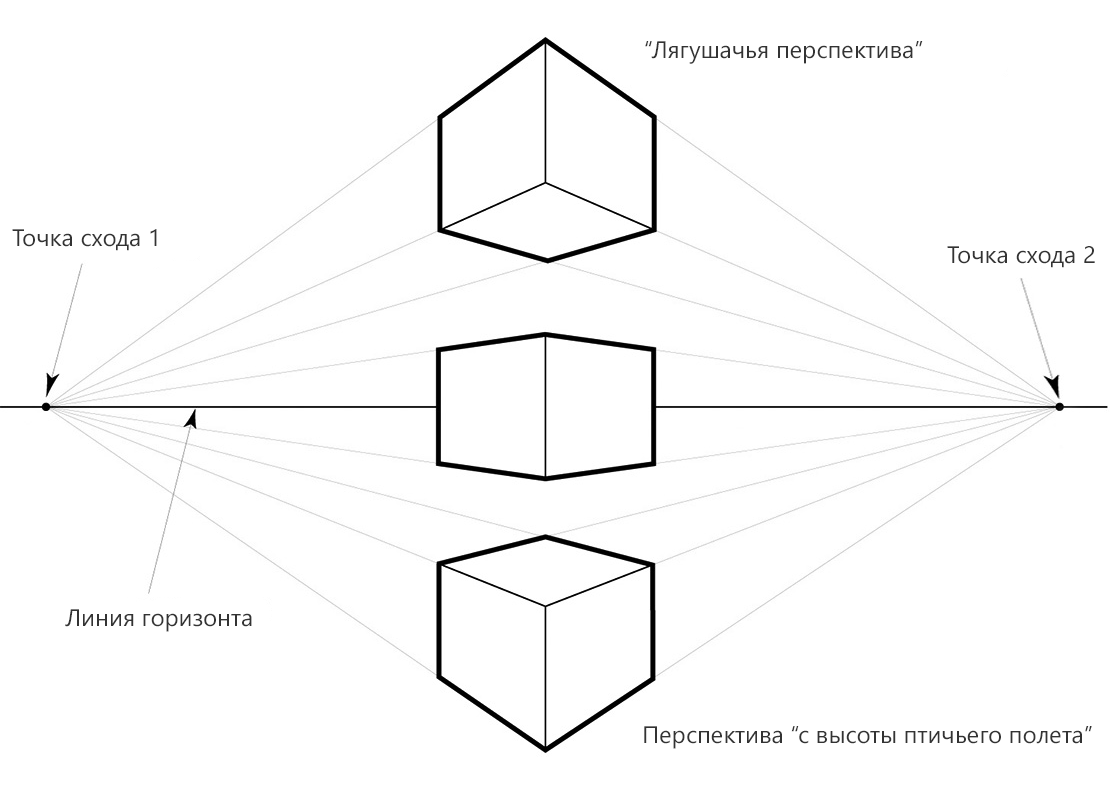 “Лягушачья перспектива”
Точка схода 1
Точка схода 2
Линия горизонта
Перспектива “с высоты птичьего полета”